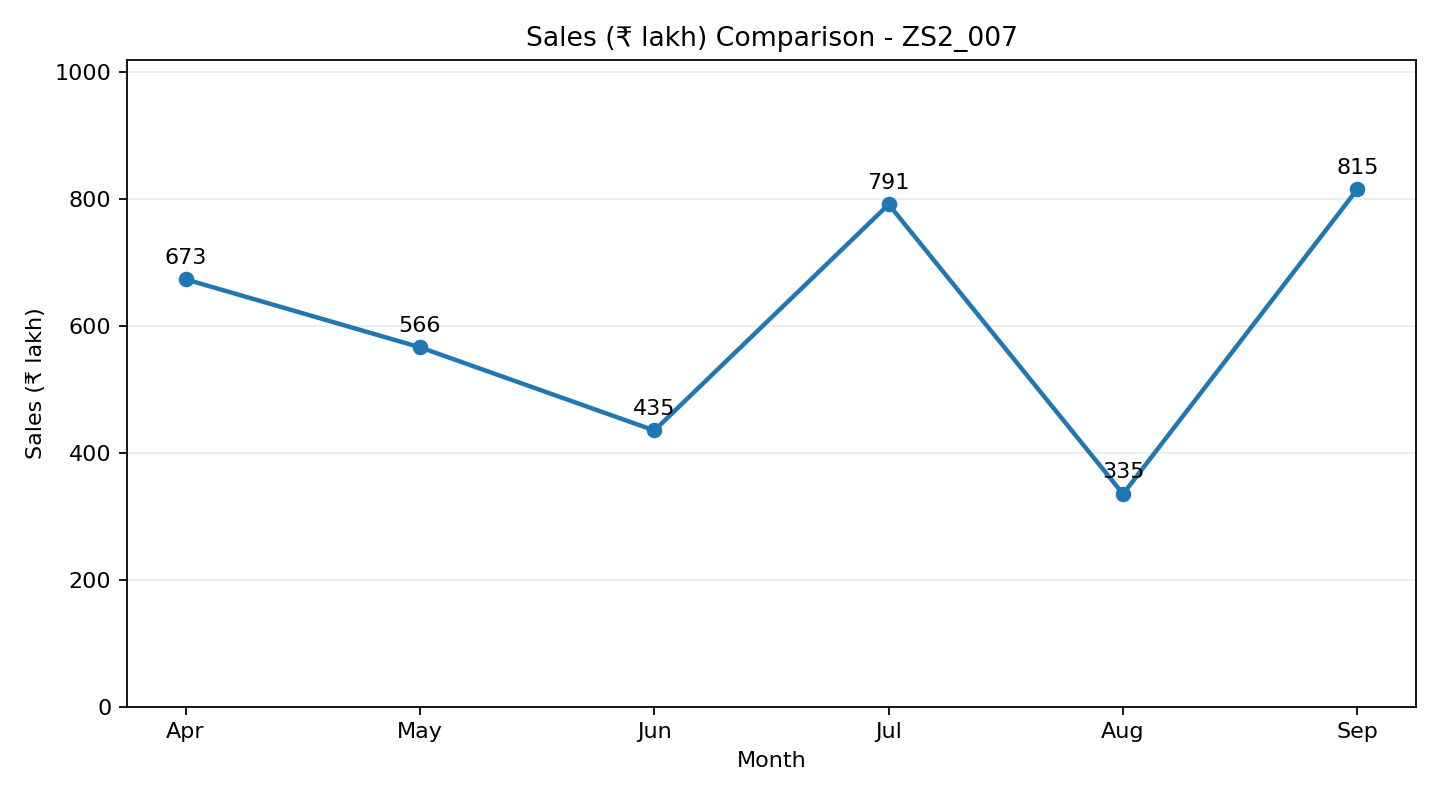 Sales (₹ lakh) Comparison - ZS2_007
Sales (₹ lakh)
1000
800
600
400
200
0
673
566
435
791
335
815
Apr
May
Jun
Jul
Aug
Sep
Month